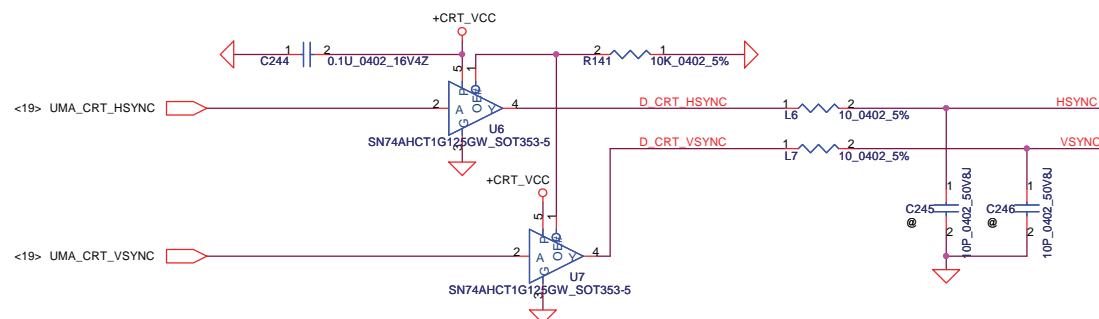 +CRT_VCC
1 2
C244 0.1U_0402_16V4Z
2 1
R141 10K_0402_5%
5 1
P OE#
<19> UMA_CRT_HSYNC
2 A Y 4
G
3
U6
SN74AHCT1G125GW_SOT353-5
D_CRT_HSYNC
1 2
L6 10_0402_5%
HSYNC
D_CRT_VSYNC
1 2
L7 10_0402_5%
VSYNC
+CRT_VCC
5 1
P OE#
<19> UMA_CRT_VSYNC
2 A Y 4
G
3
U7
SN74AHCT1G125GW_SOT353-5
1
C245
@
2
10P_0402_50V8J
1
C246
@
2
10P_0402_50V8J